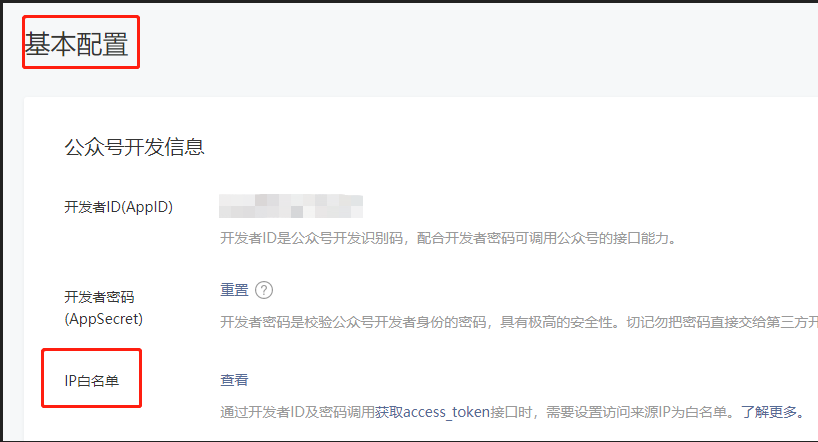 基本配置
公众号开发信息
开发者ID(AppID)
开发者ID是公众号开发识别码，配合开发者密码可调用公众号的接口能力。
开发者密码
(AppSecret)
重置 ?
开发者密码是校验公众号开发者身份的密码，具有极高的安全性。切记勿把密码直接交给第三方开
IP白名单
查看
通过开发者ID及密码调用获取access_token接口时，需要设置访问来源IP为白名单。了解更多。